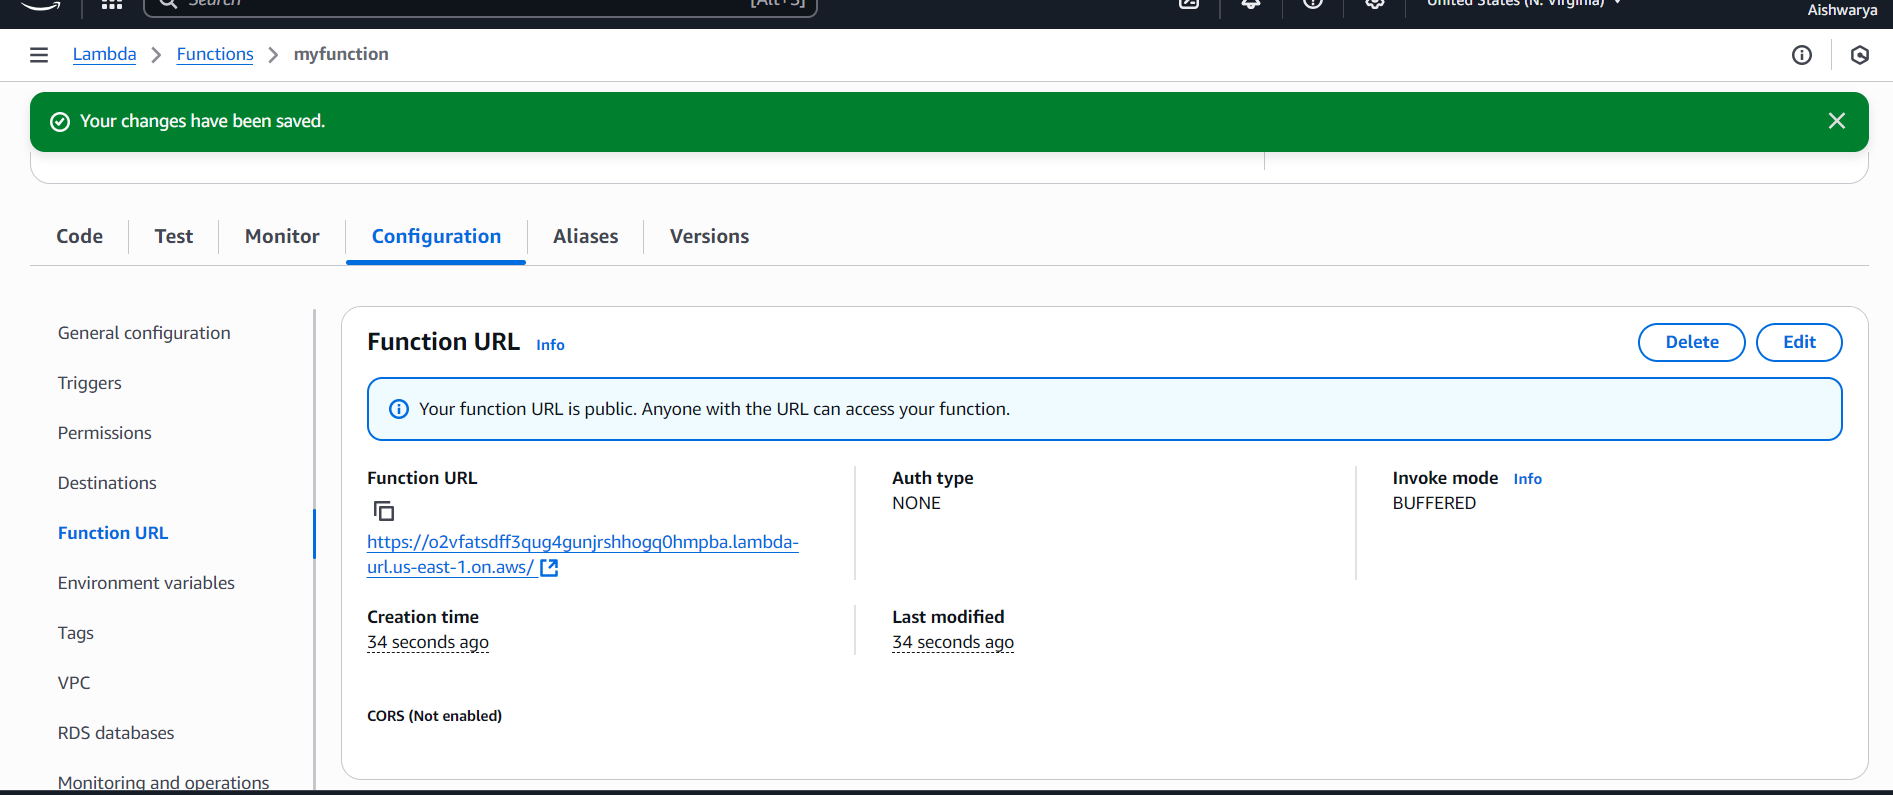 Search [Alt+S] United States (N. Virginia)
Aishwarya
Lambda Functions myfunction
Your changes have been saved.
Code Test Monitor Configuration Aliases Versions
General configuration
Triggers
Permissions
Destinations
Function URL
Environment variables
Tags
VPC
RDS databases
Monitoring and operations
Function URL Info
Delete Edit
Your function URL is public. Anyone with the URL can access your function.
Function URL
https://o2vfatsdff3qug4gunjrshhogq0hmpba.lambda-
url.us-east-1.on.aws/
Auth type
NONE
Invoke mode Info
BUFFERED
Creation time
34 seconds ago
Last modified
34 seconds ago
CORS (Not enabled)